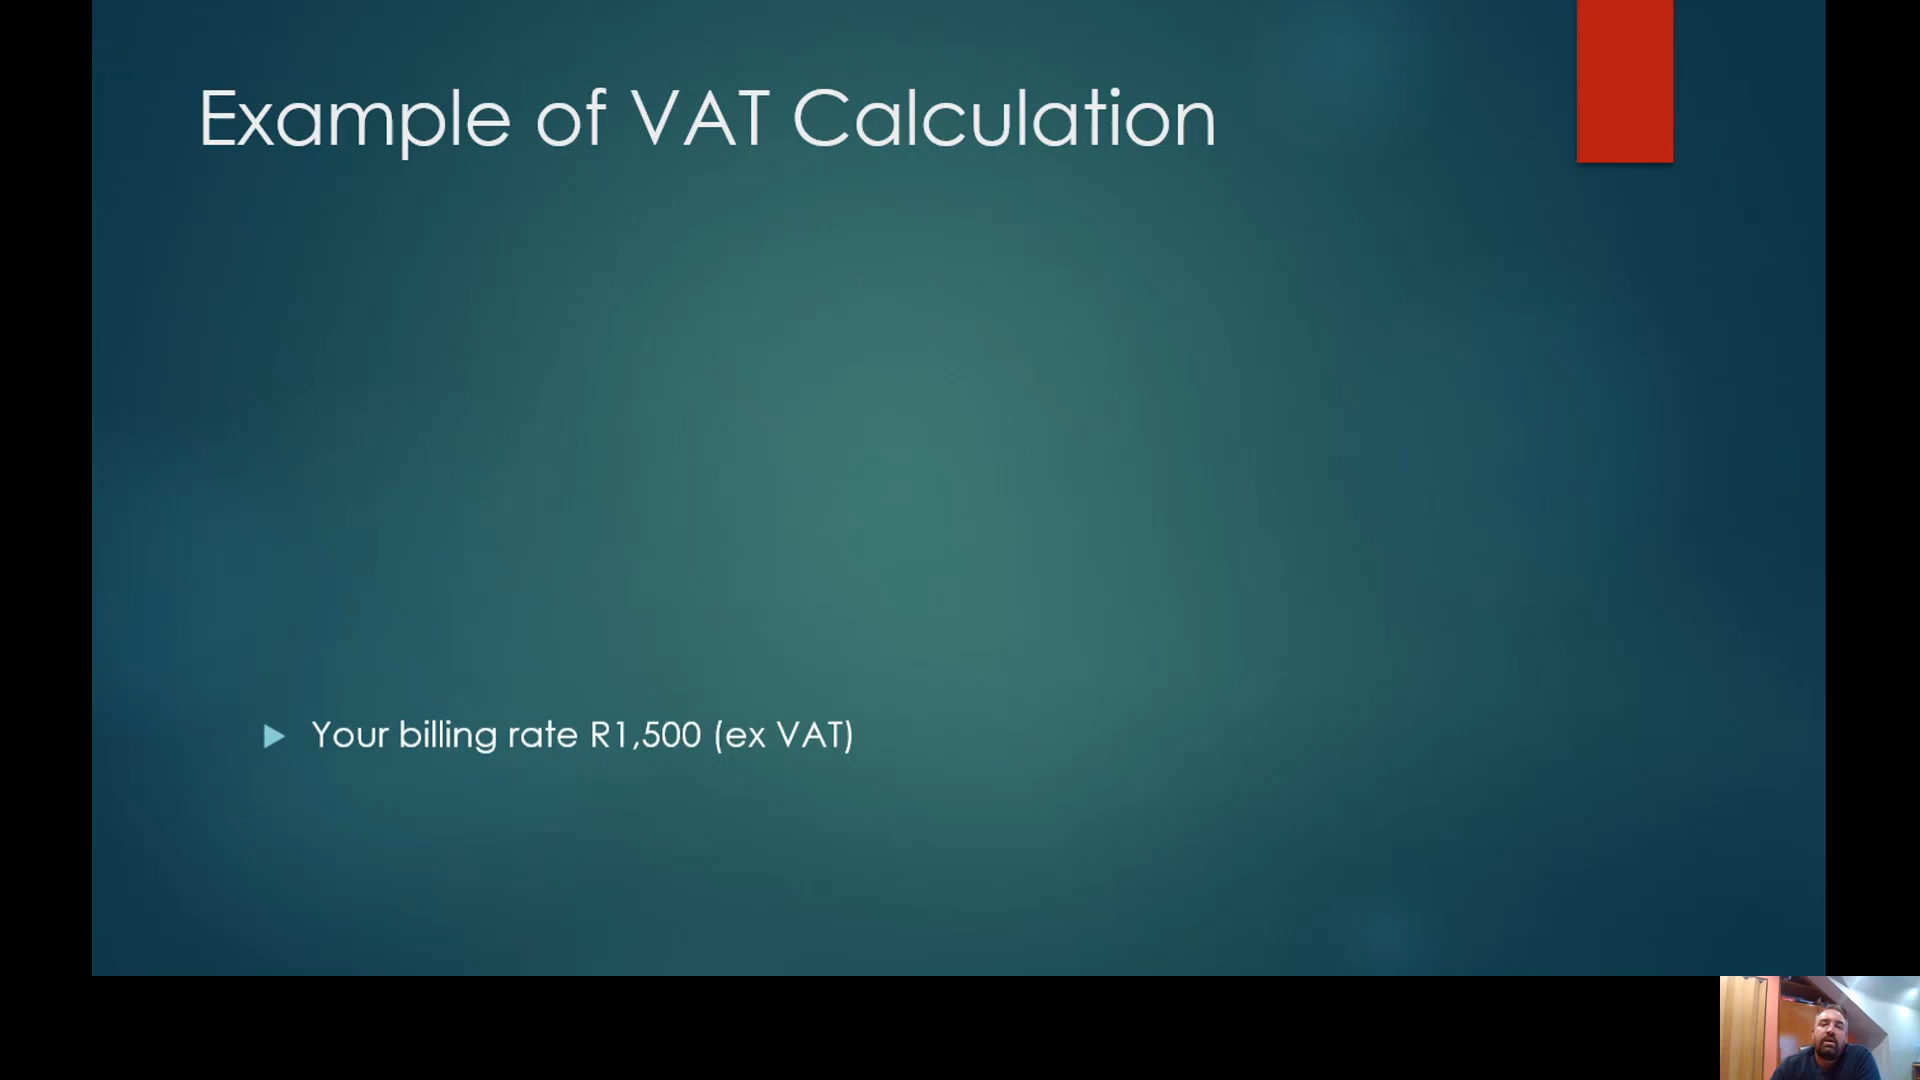 Example of VAT Calculation
Your billing rate R1,500 (ex VAT)